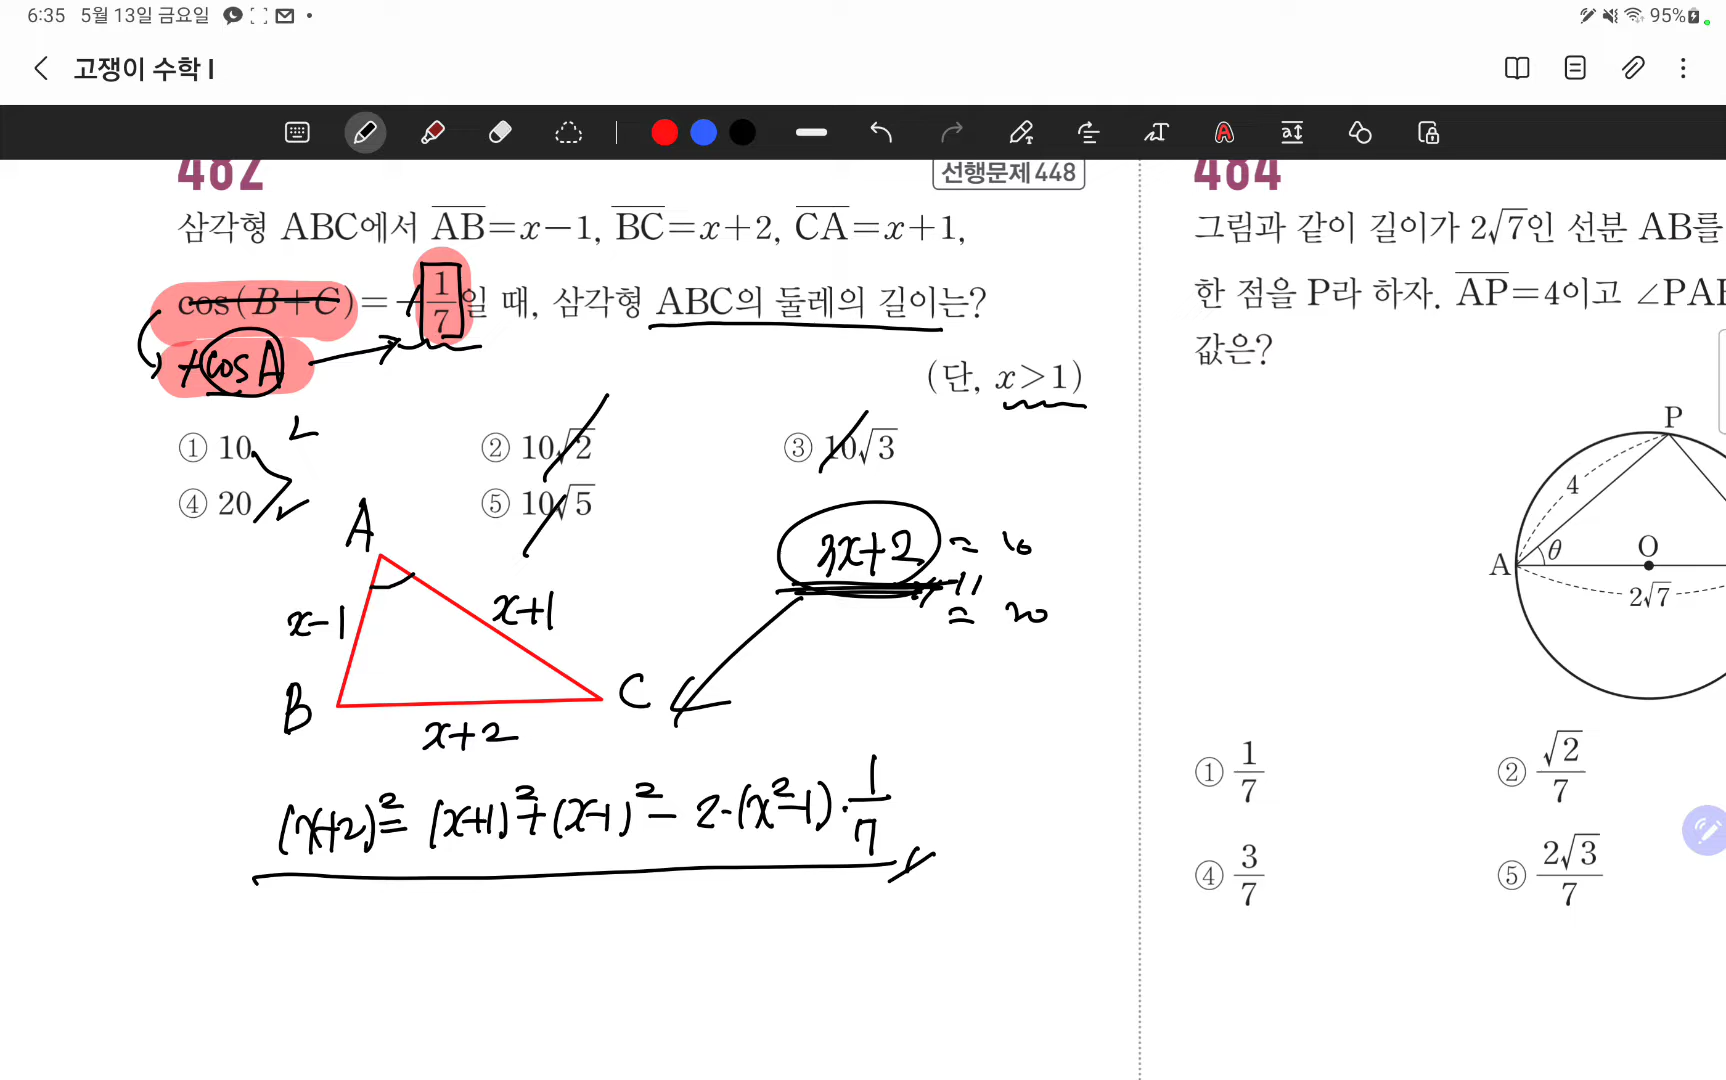 6:35 5월 13일 금요일
95%
고쟁이 수학 I
482
선행문제 448
삼각형 ABC에서 AB=x−1, BC=x+2, CA=x+1,
cos(B+C)=−1/7일 때, 삼각형 ABC의 둘레의 길이는?
+cosA
(단, x>1)
① 10 ② 10√2 ③ 10√3
④ 20 ⑤ 10√5
A
3x+2 = 10
= 20
x-1
x+1
B
C
x+2
(x+2)²= (x+1)²+(x-1)² - 2·(x²-1)·1/7
484
그림과 같이 길이가 2√7인 선분 AB를
한 점을 P라 하자. AP=4이고 ∠PAB
값은?
P
4
A
θ
O
2√7
① 1/7 ② √2/7
④ 3/7 ⑤ 2√3/7